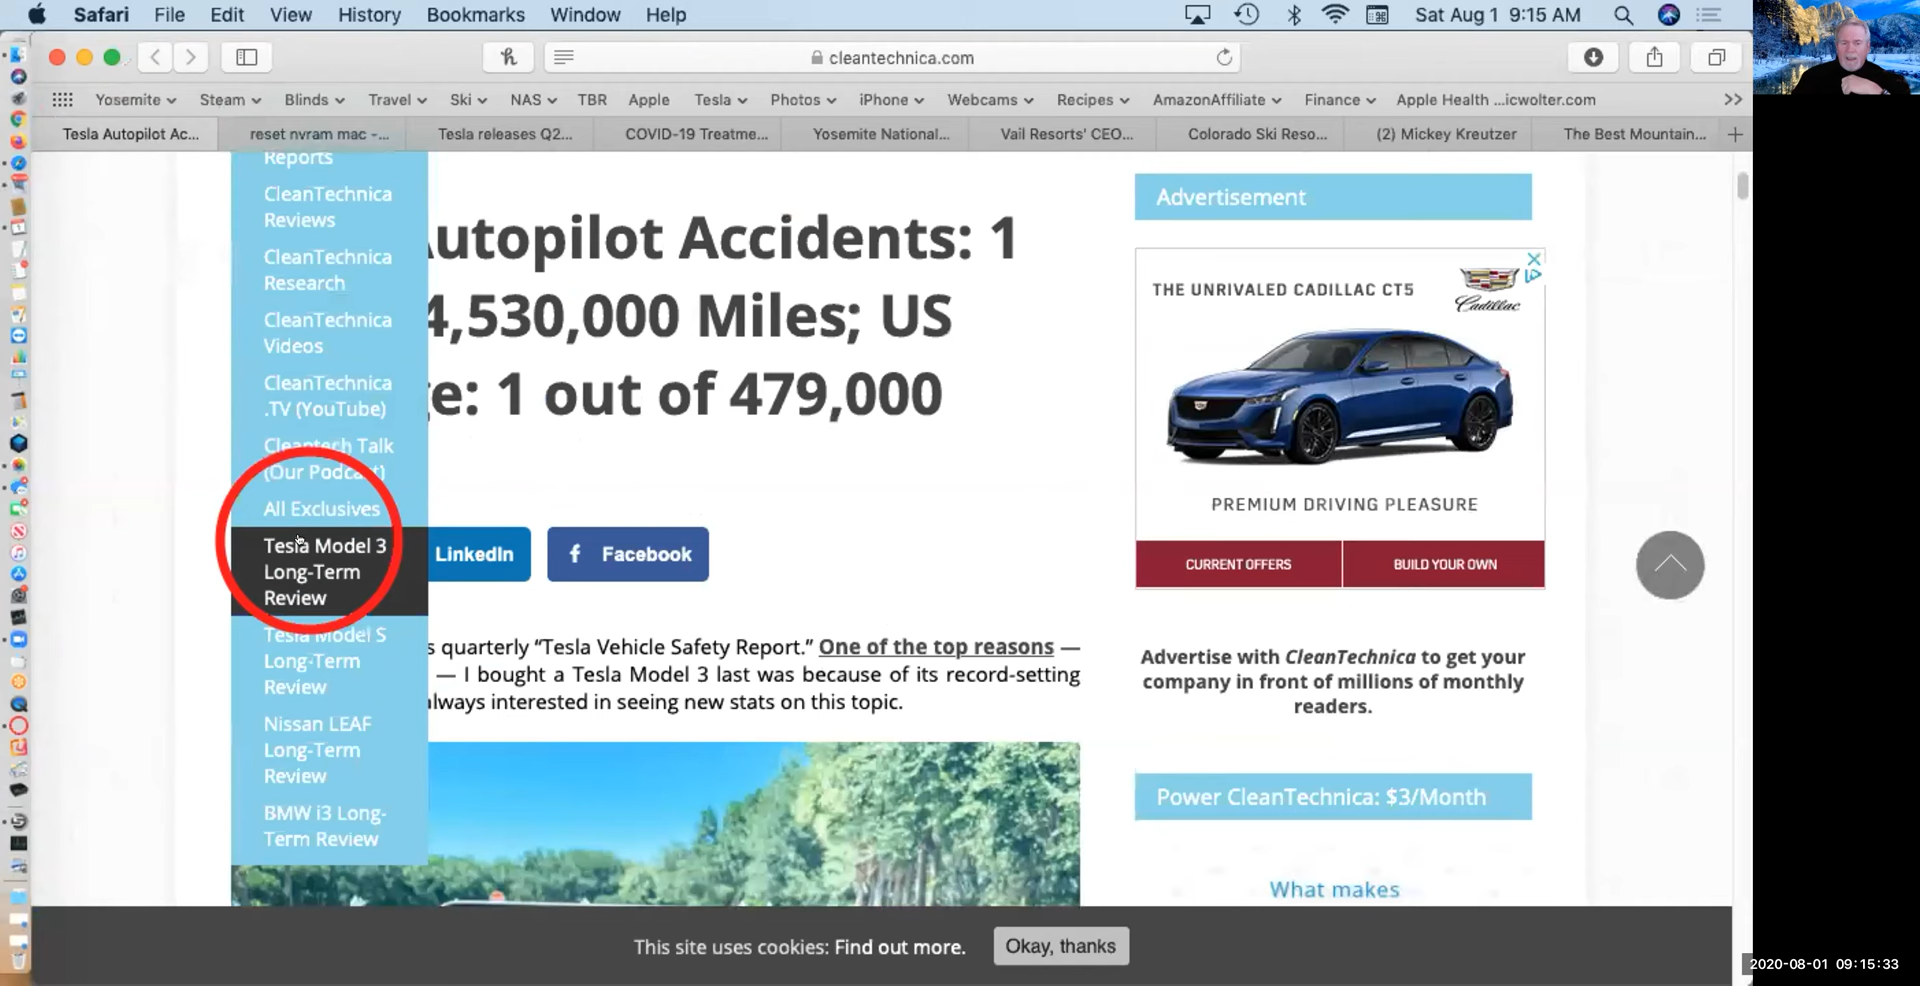 Safari File Edit View History Bookmarks Window Help Sat Aug 1 9:15 AM
cleantechnica.com
Yosemite Steam Blinds Travel Ski NAS TBR Apple Tesla Photos iPhone Webcams Recipes AmazonAffiliate Finance Apple Health ...icwolter.com
Tesla Autopilot Ac... reset nvram mac -... Tesla releases Q2... COVID-19 Treatme... Yosemite National... Vail Resorts' CEO... Colorado Ski Reso... (2) Mickey Kreutzer The Best Mountain...
Reports
CleanTechnica
Reviews
CleanTechnica
Research
CleanTechnica
Videos
CleanTechnica
.TV (YouTube)
Cleantech Talk
(Our Podcast)
All Exclusives
Tesla Model 3
Long-Term
Review
Tesla Model S
Long-Term
Review
Nissan LEAF
Long-Term
Review
BMW i3 Long-
Term Review
utopilot Accidents: 1
4,530,000 Miles; US
e: 1 out of 479,000
LinkedIn
Facebook
s quarterly “Tesla Vehicle Safety Report.” One of the top reasons —
— I bought a Tesla Model 3 last was because of its record-setting
lways interested in seeing new stats on this topic.
Advertisement
THE UNRIVALED CADILLAC CT5
Cadillac
PREMIUM DRIVING PLEASURE
CURRENT OFFERS
BUILD YOUR OWN
Advertise with CleanTechnica to get your
company in front of millions of monthly
readers.
Power CleanTechnica: $3/Month
What makes
This site uses cookies: Find out more.
Okay, thanks
2020-08-01 09:15:33